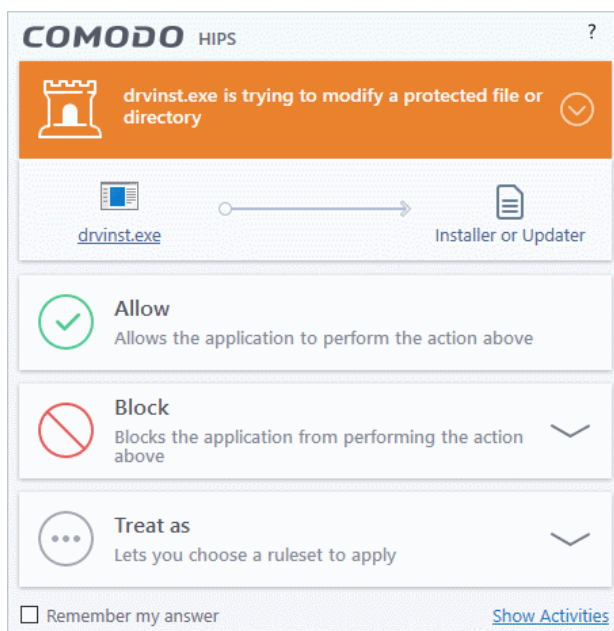 COMODO HIPS ?
drvinst.exe is trying to modify a protected file or
directory
drvinst.exe Installer or Updater
Allow
Allows the application to perform the action above
Block
Blocks the application from performing the action
above
Treat as
Lets you choose a ruleset to apply
Remember my answer Show Activities